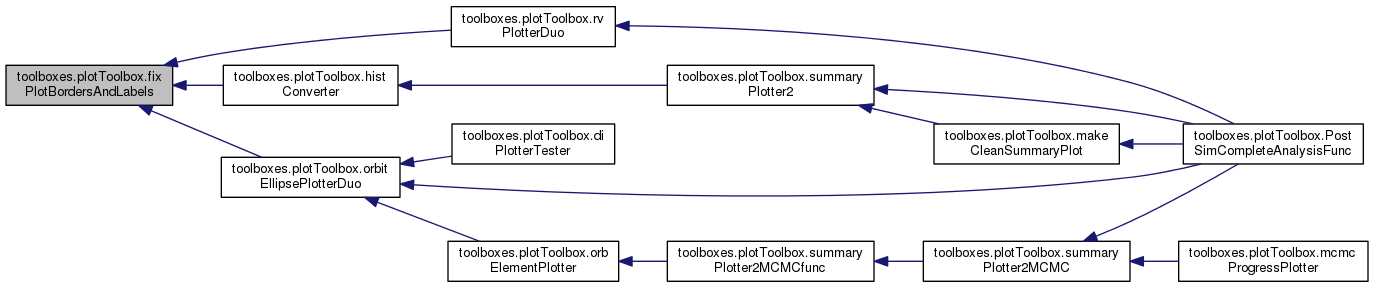 toolboxes.plotToolbox.rv
PlotterDuo
toolboxes.plotToolbox.fix
PlotBordersAndLabels
toolboxes.plotToolbox.hist
Converter
toolboxes.plotToolbox.summary
Plotter2
toolboxes.plotToolbox.di
PlotterTester
toolboxes.plotToolbox.make
CleanSummaryPlot
toolboxes.plotToolbox.Post
SimCompleteAnalysisFunc
toolboxes.plotToolbox.orbit
EllipsePlotterDuo
toolboxes.plotToolbox.orb
ElementPlotter
toolboxes.plotToolbox.summary
Plotter2MCMCfunc
toolboxes.plotToolbox.summary
Plotter2MCMC
toolboxes.plotToolbox.mcmc
ProgressPlotter